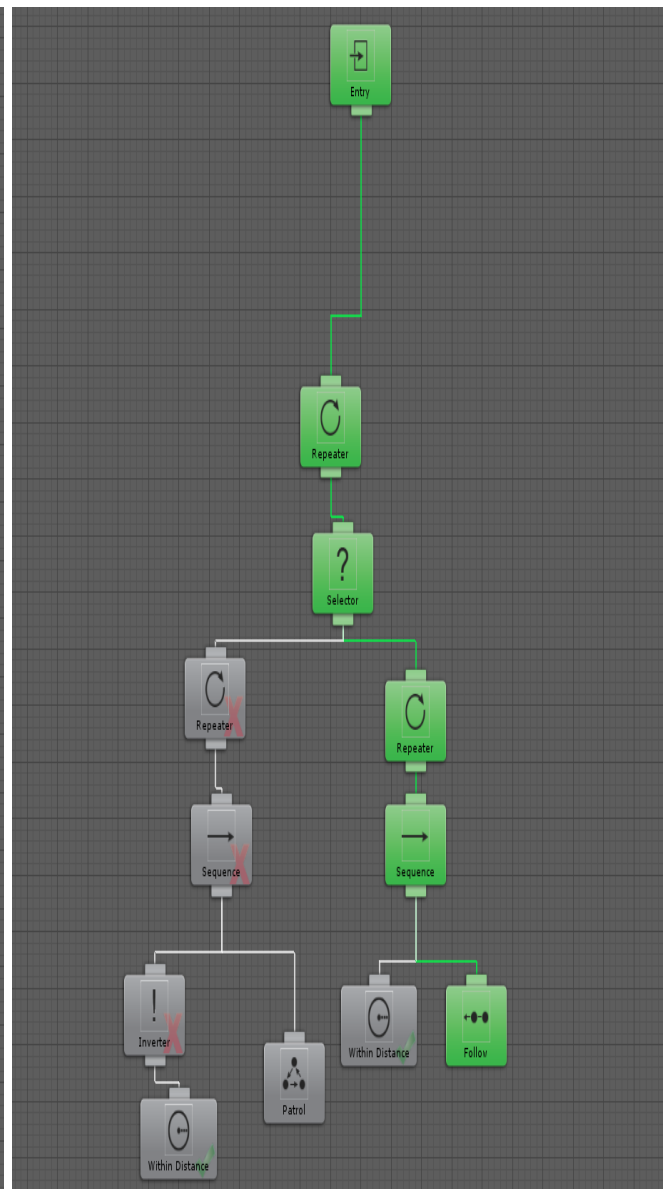 Entry
Repeater
?
Selector
Repeater
Repeater
Sequence
Sequence
!
Inverter
Within Distance
Follow
Patrol
Within Distance